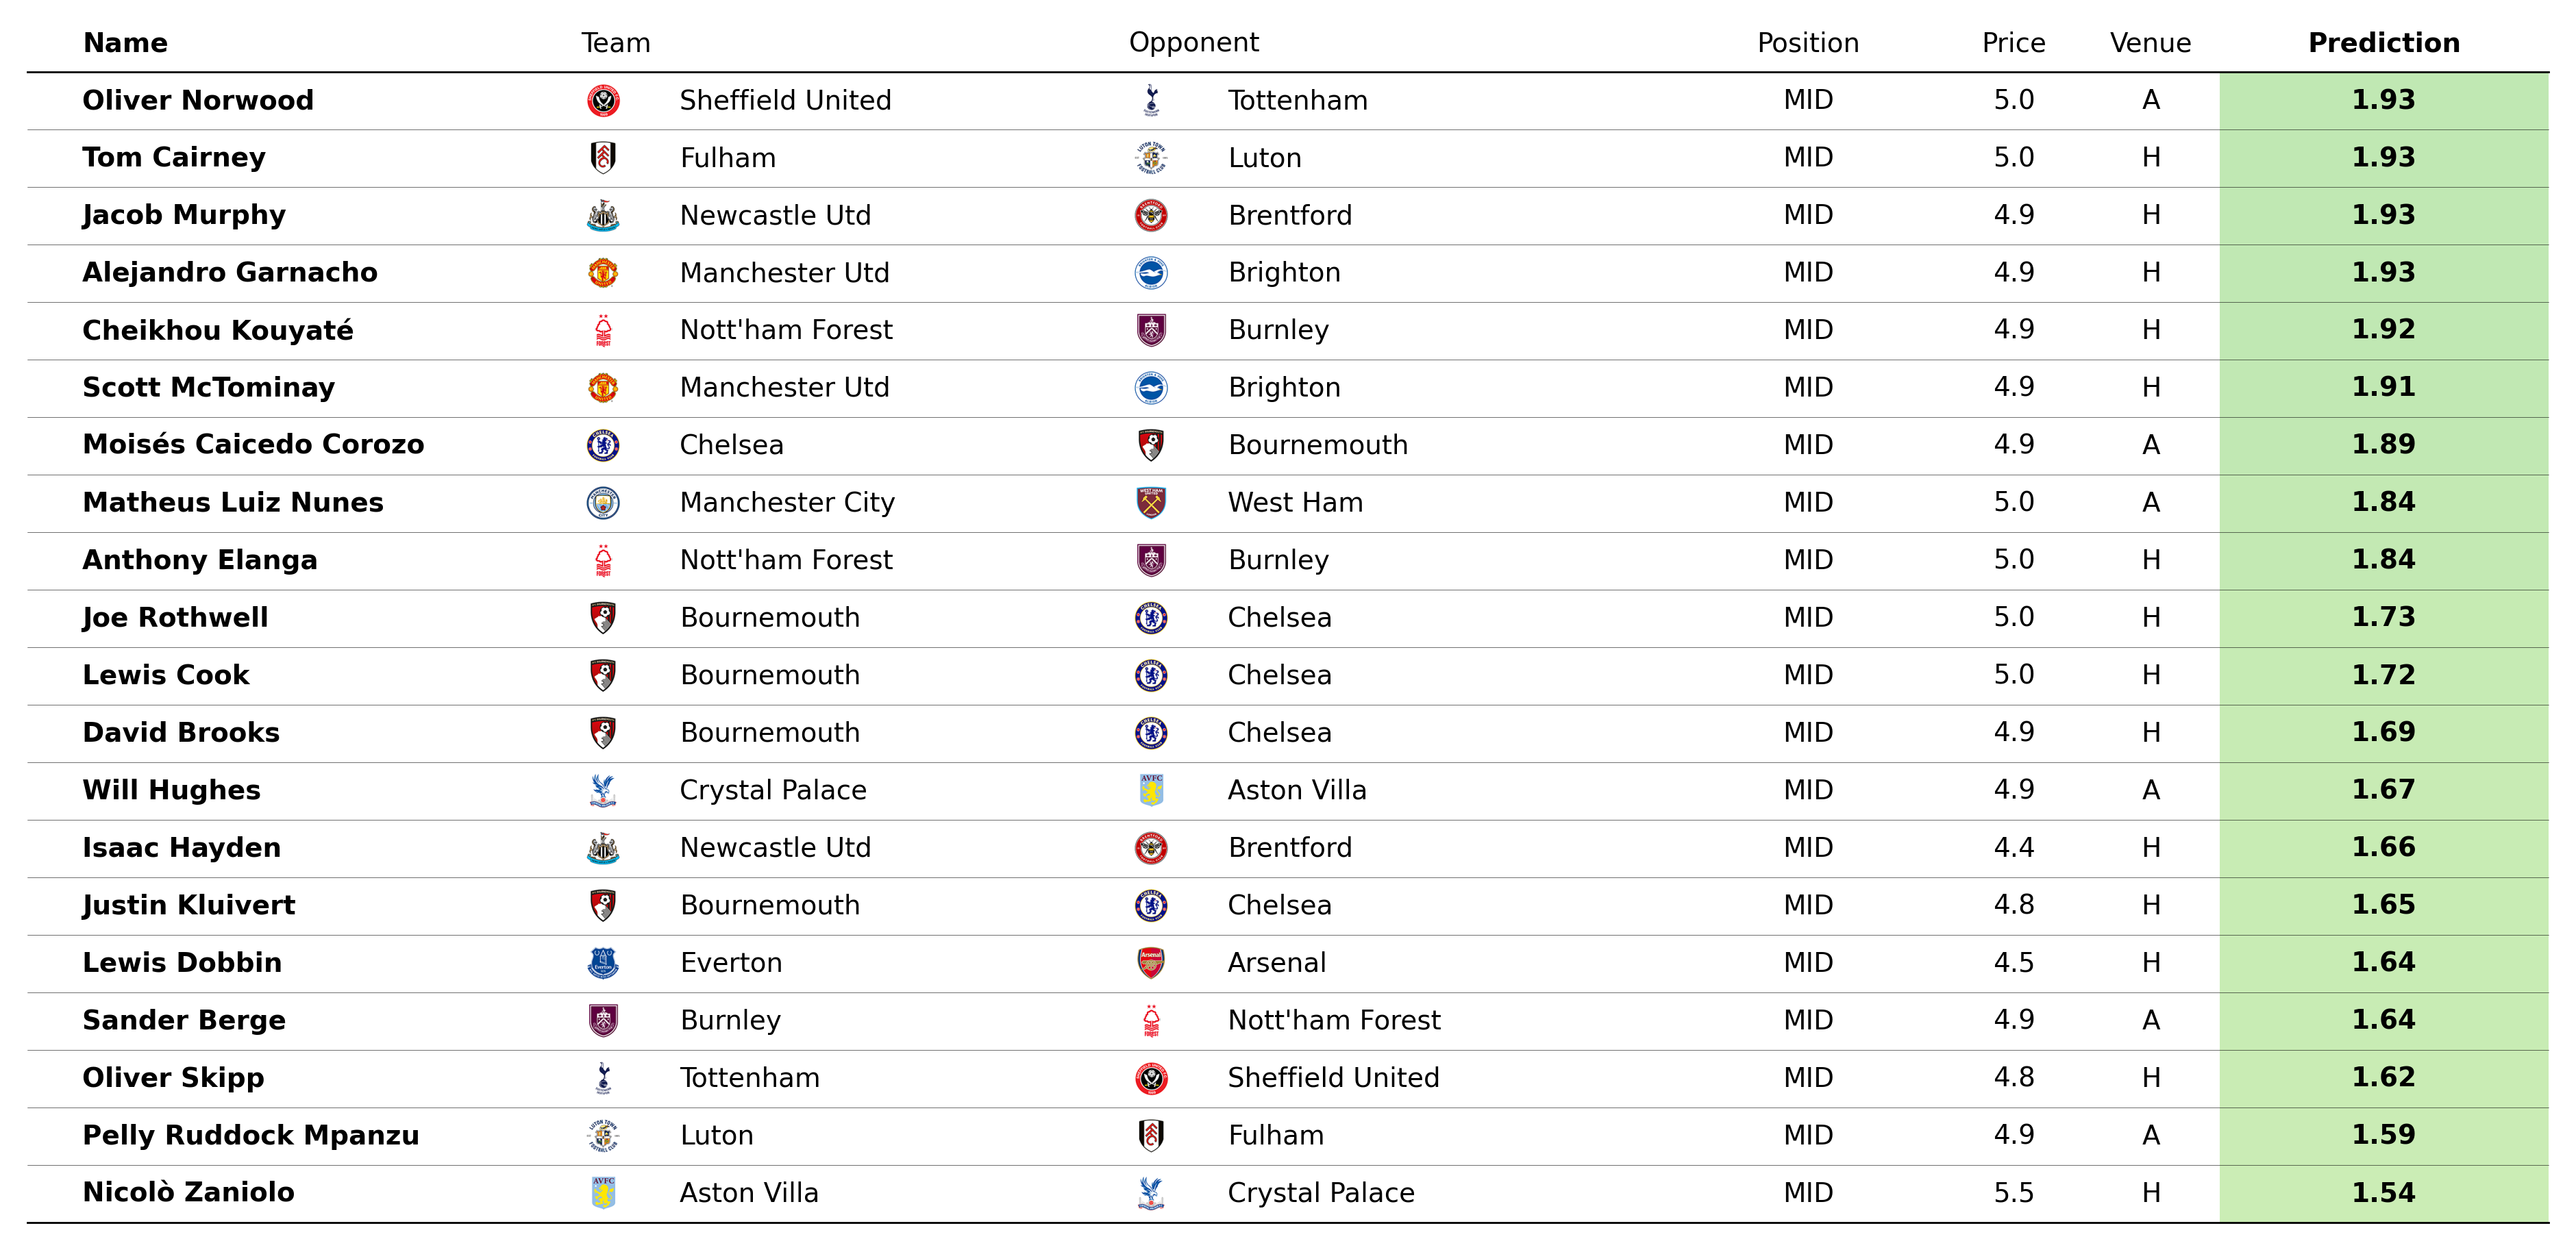 Name Team Opponent Position Price Venue Prediction
Oliver Norwood Sheffield United Tottenham MID 5.0 A 1.93
Tom Cairney Fulham Luton MID 5.0 H 1.93
Jacob Murphy Newcastle Utd Brentford MID 4.9 H 1.93
Alejandro Garnacho Manchester Utd Brighton MID 4.9 H 1.93
Cheikhou Kouyaté Nott'ham Forest Burnley MID 4.9 H 1.92
Scott McTominay Manchester Utd Brighton MID 4.9 H 1.91
Moisés Caicedo Corozo Chelsea Bournemouth MID 4.9 A 1.89
Matheus Luiz Nunes Manchester City West Ham MID 5.0 A 1.84
Anthony Elanga Nott'ham Forest Burnley MID 5.0 H 1.84
Joe Rothwell Bournemouth Chelsea MID 5.0 H 1.73
Lewis Cook Bournemouth Chelsea MID 5.0 H 1.72
David Brooks Bournemouth Chelsea MID 4.9 H 1.69
Will Hughes Crystal Palace Aston Villa MID 4.9 A 1.67
Isaac Hayden Newcastle Utd Brentford MID 4.4 H 1.66
Justin Kluivert Bournemouth Chelsea MID 4.8 H 1.65
Lewis Dobbin Everton Arsenal MID 4.5 H 1.64
Sander Berge Burnley Nott'ham Forest MID 4.9 A 1.64
Oliver Skipp Tottenham Sheffield United MID 4.8 H 1.62
Pelly Ruddock Mpanzu Luton Fulham MID 4.9 A 1.59
Nicolò Zaniolo Aston Villa Crystal Palace MID 5.5 H 1.54